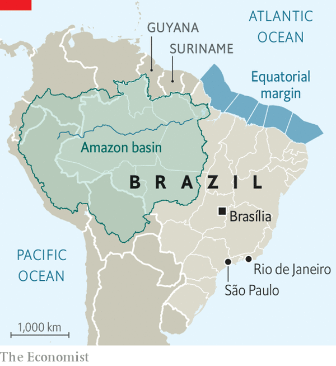 ATLANTIC
OCEAN
GUYANA
SURINAME
Equatorial
margin
Amazon basin
BRAZIL
Brasília
PACIFIC
OCEAN
Rio de Janeiro
São Paulo
1,000 km
The Economist